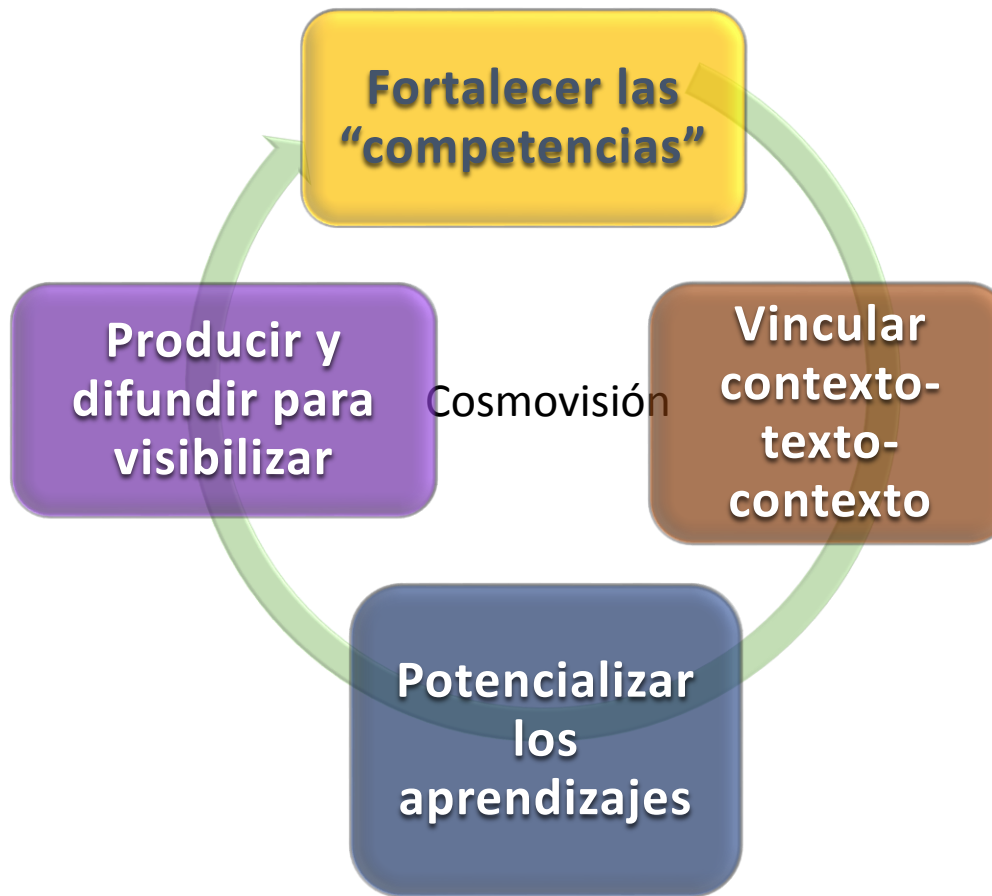 Fortalecer las
“competencias”
Vincular
contexto-
texto-
contexto
Potencializar
los
aprendizajes
Producir y
difundir para
visibilizar
Cosmovisión